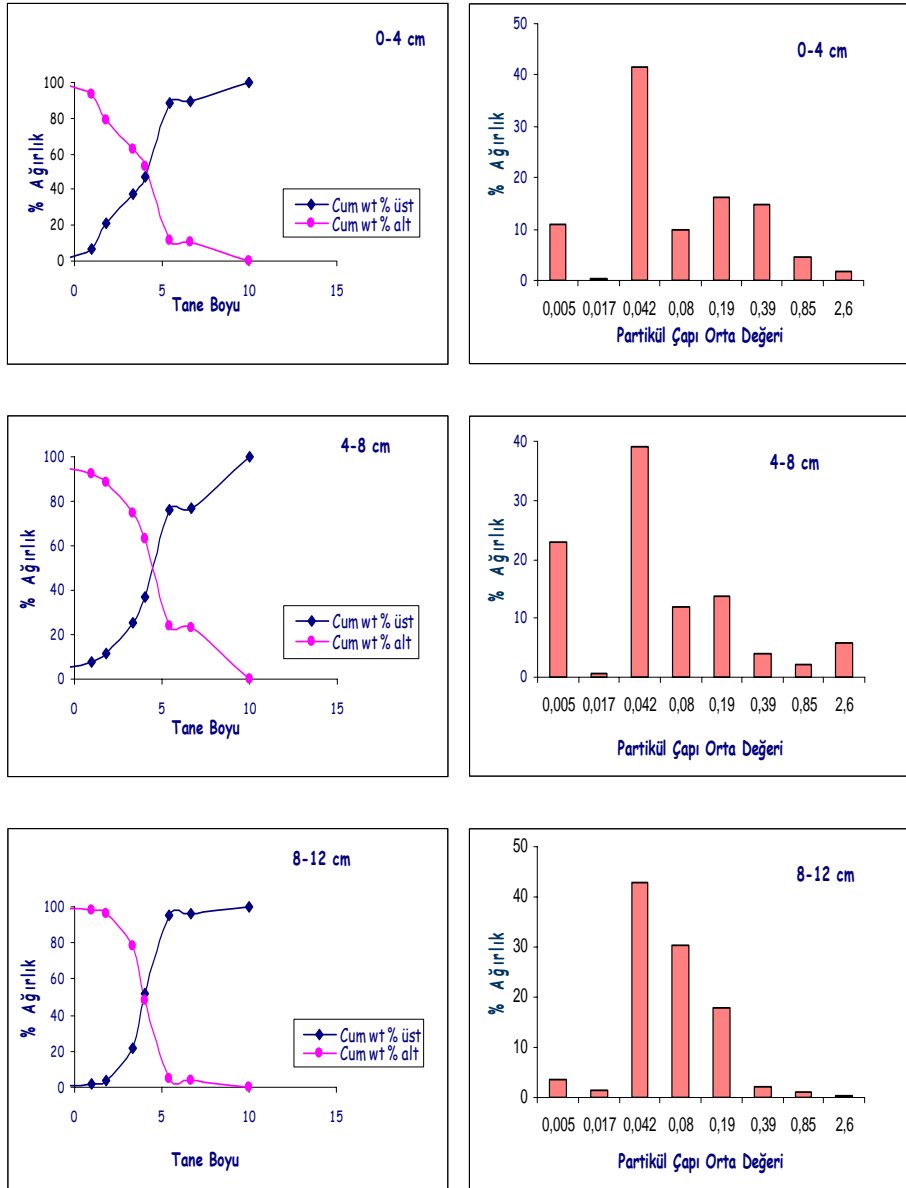 0-4 cm
100
80
60
40
20
0
0 5 10 15
% Ağırlık
Tane Boyu
Cum wt % üst
Cum wt % alt
0-4 cm
50
40
30
20
10
0
0,005 0,017 0,042 0,08 0,19 0,39 0,85 2,6
% Ağırlık
Partikül Çapı Orta Değeri
4-8 cm
100
80
60
40
20
0
0 5 10 15
% Ağırlık
Tane Boyu
Cum wt % üst
Cum wt % alt
4-8 cm
40
30
20
10
0
0,005 0,017 0,042 0,08 0,19 0,39 0,85 2,6
% Ağırlık
Partikül Çapı Orta Değeri
8-12 cm
100
80
60
40
20
0
0 5 10 15
% Ağırlık
Tane Boyu
Cum wt % üst
Cum wt % alt
8-12 cm
50
40
30
20
10
0
0,005 0,017 0,042 0,08 0,19 0,39 0,85 2,6
% Ağırlık
Partikül Çapı Orta Değeri